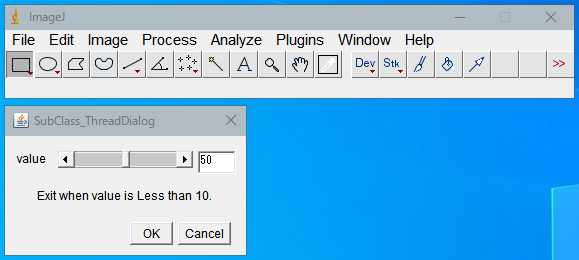 ImageJ
File Edit Image Process Analyze Plugins Window Help
A Dev Stk >>
SubClass_ThreadDialog
value 50
Exit when value is Less than 10.
OK Cancel